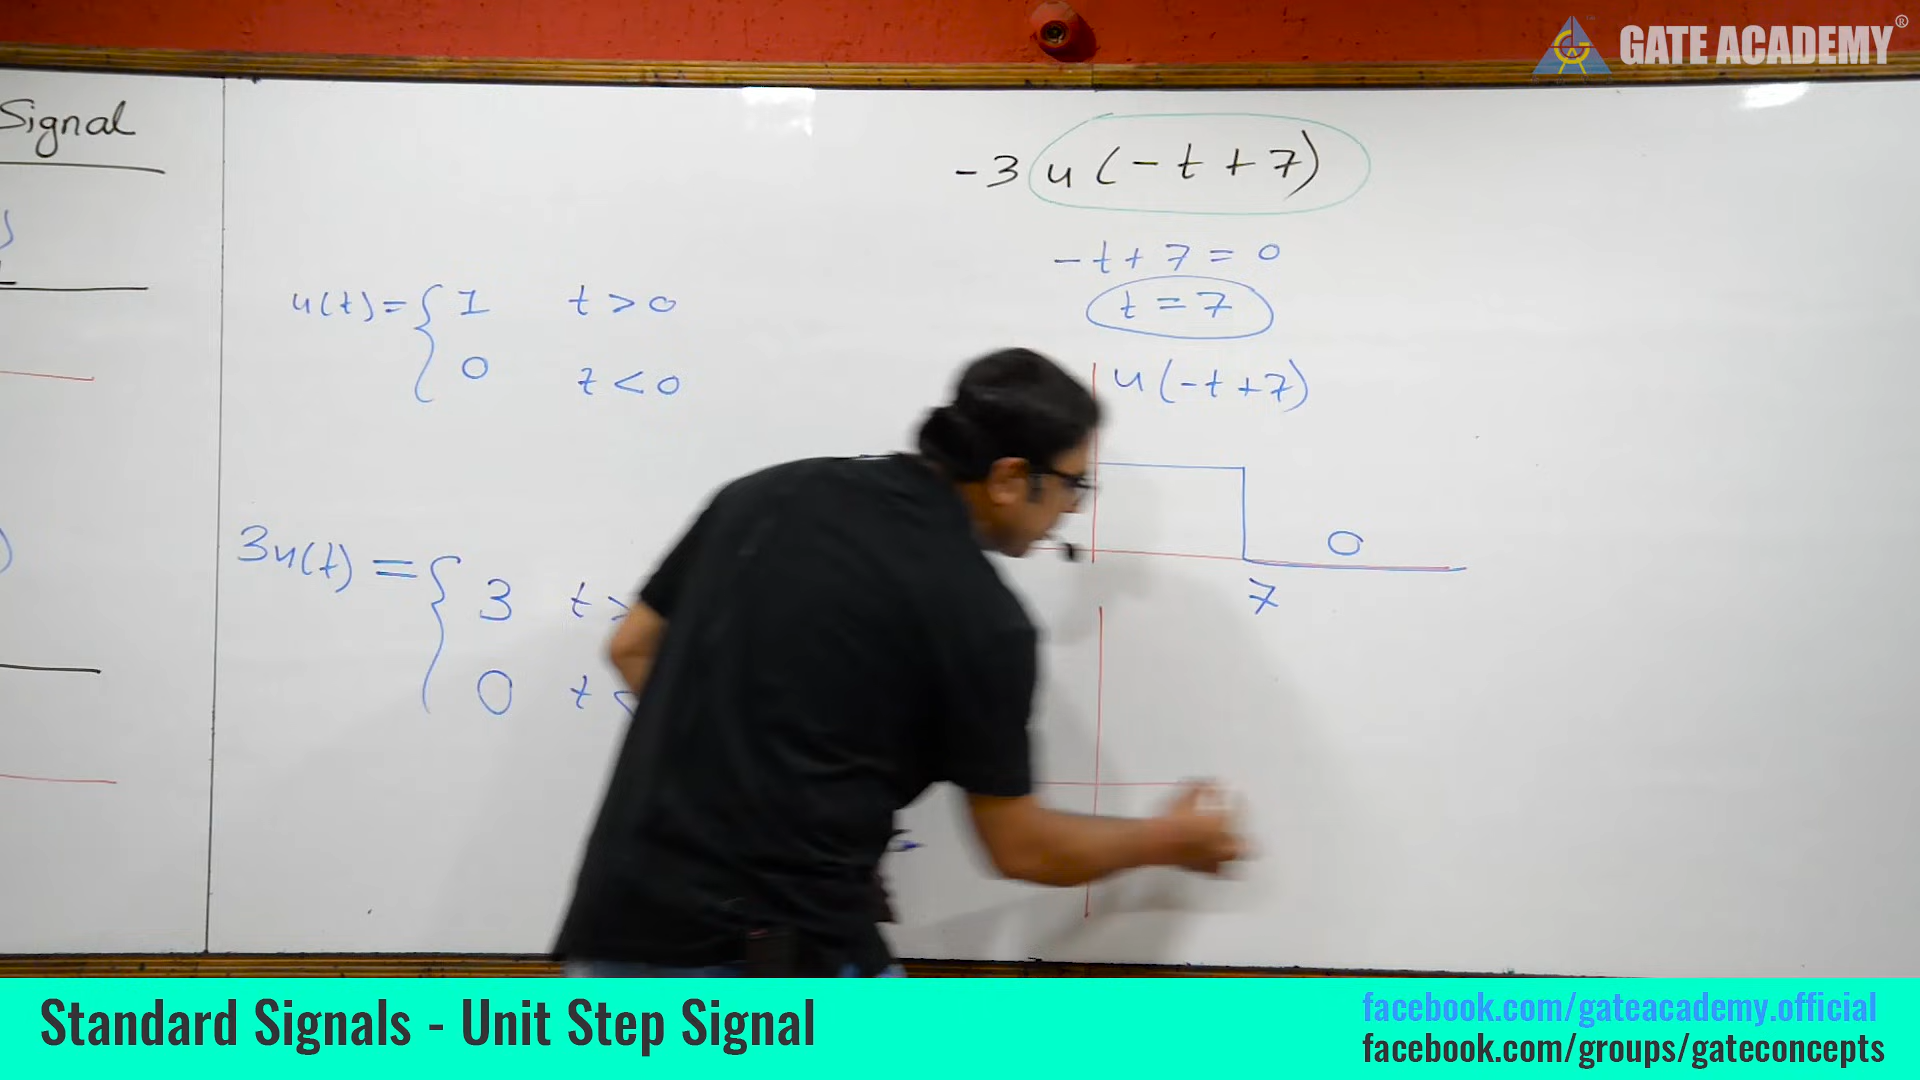 GATE ACADEMY®
Signal
-3 u(-t+7)
-t+7=0
t=7
u(t)= { 1 t>0
0 t<0
u(-t+7)
0
7
3u(t) = { 3 t>
0 t<
Standard Signals - Unit Step Signal
facebook.com/gateacademy.official
facebook.com/groups/gateconcepts